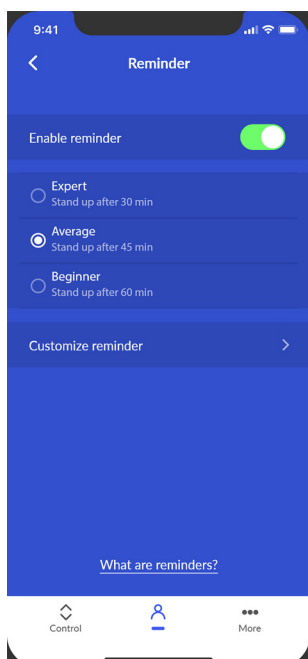 9:41
Reminder
Enable reminder
Expert
Stand up after 30 min
Average
Stand up after 45 min
Beginner
Stand up after 60 min
Customize reminder
What are reminders?
Control
More